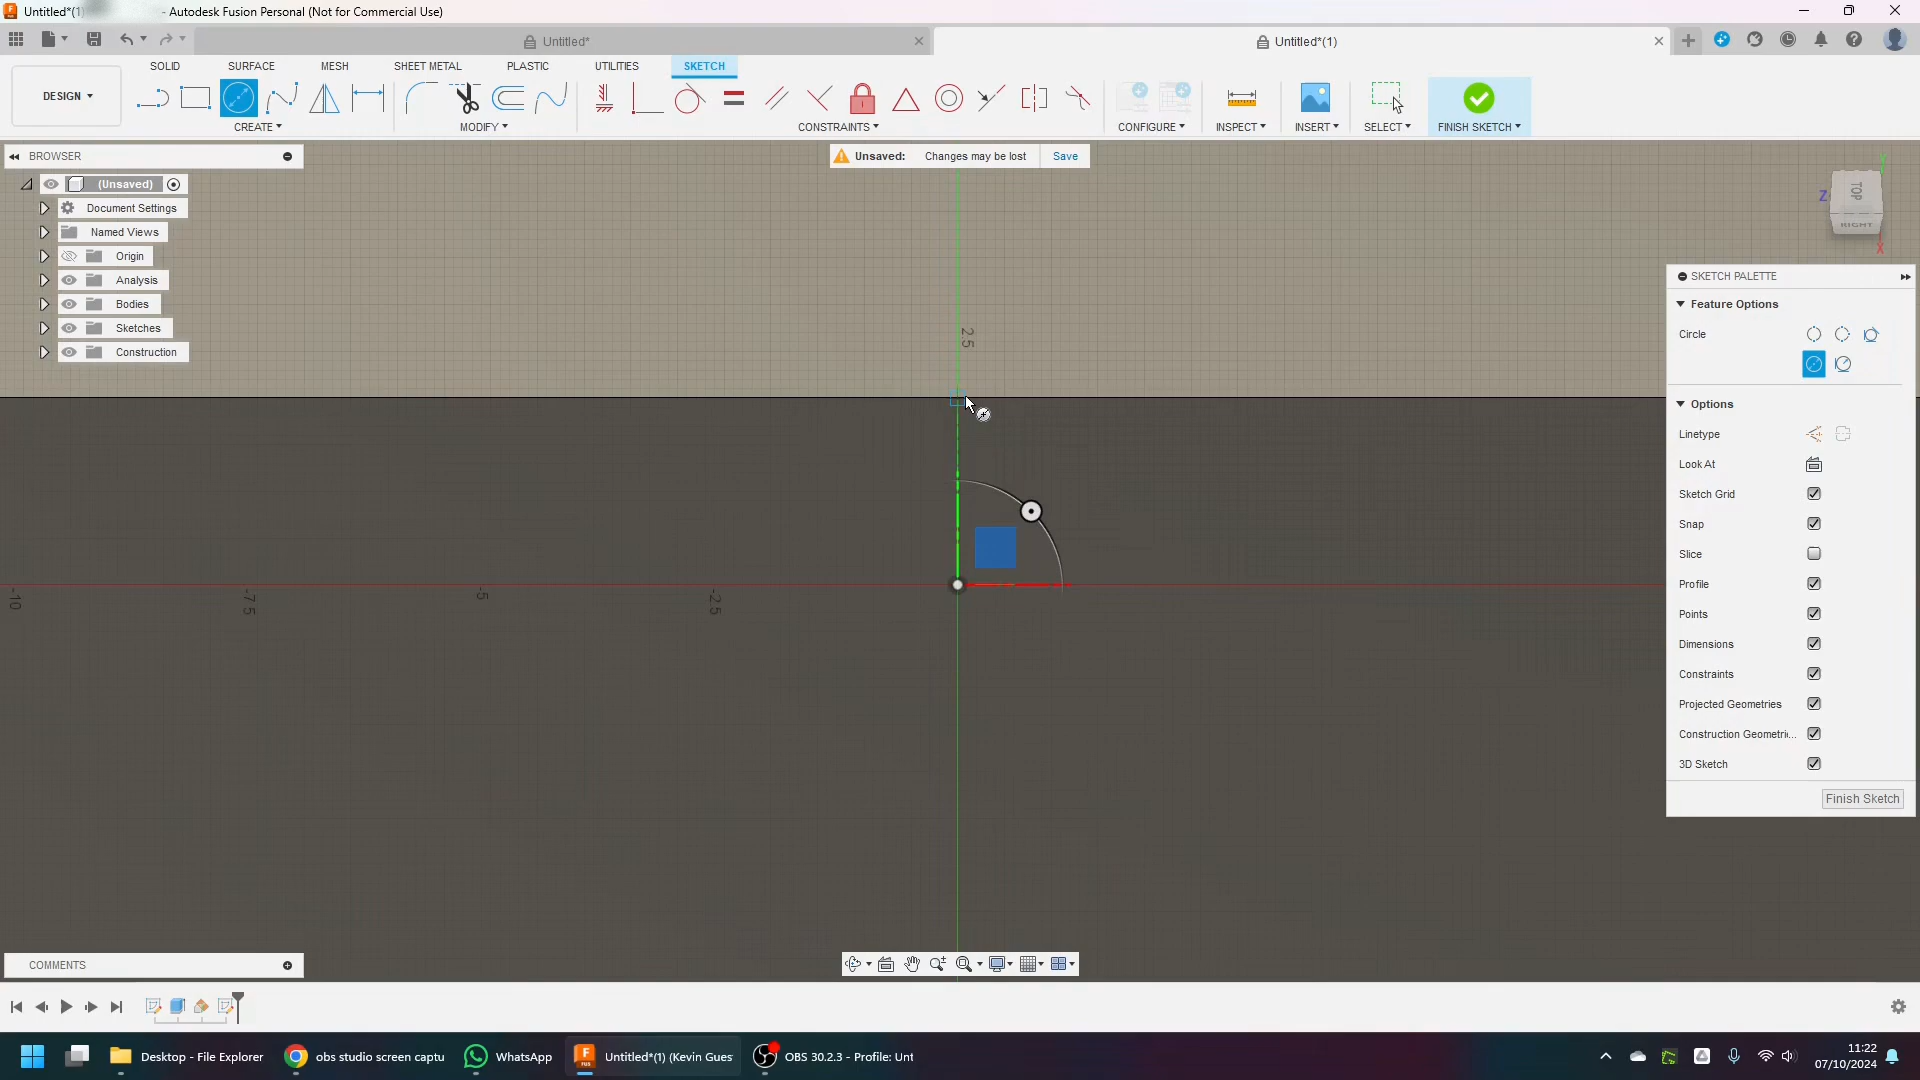 Untitled*(1)
- Autodesk Fusion Personal (Not for Commercial Use)
Untitled*
Untitled*(1)
SOLID
SURFACE
MESH
SHEET METAL
PLASTIC
UTILITIES
SKETCH
DESIGN
CREATE
MODIFY
CONSTRAINTS
CONFIGURE
INSPECT
INSERT
SELECT
FINISH SKETCH
BROWSER
Unsaved: Changes may be lost Save
(Unsaved)
Document Settings
Named Views
Origin
Analysis
Bodies
Sketches
Construction
TOP
RIGHT
Z
X
2.5
-10
-7.5
-5
-2.5
SKETCH PALETTE
Feature Options
Circle
Options
Linetype
Look At
Sketch Grid
Snap
Slice
Profile
Points
Dimensions
Constraints
Projected Geometries
Construction Geometri...
3D Sketch
Finish Sketch
COMMENTS
Desktop - File Explorer
obs studio screen captu
WhatsApp
Untitled*(1) (Kevin Gues
OBS 30.2.3 - Profile: Unt
11:22
07/10/2024